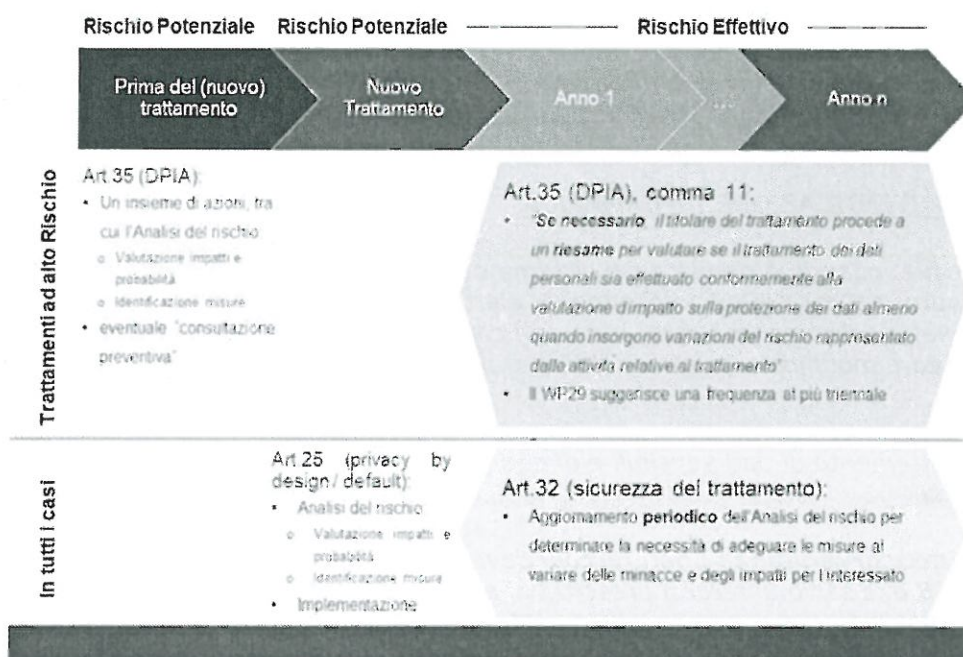 Rischio Potenziale Rischio Potenziale Rischio Effettivo
Prima del (nuovo)
trattamento
Nuovo
Trattamento
Anno 1
...
Anno n
Trattamenti ad alto Rischio
Art.35 (DPIA):
• Un insieme di azioni, tra
cui l'Analisi del rischio
o Valutazione impatti e
probabilità
o Identificazione misure
• eventuale "consultazione
preventiva"
Art.35 (DPIA), comma 11:
• "Se necessario, il titolare del trattamento procede a
un riesame per valutare se il trattamento dei dati
personali sia effettuato conformemente alla
valutazione d'impatto sulla protezione dei dati almeno
quando insorgono variazioni del rischio rappresentato
dalle attività relative al trattamento"
• Il WP29 suggerisce una frequenza al più triennale
In tutti i casi
Art.25 (privacy by
design / default):
• Analisi del rischio
o Valutazione impatti e
probabilità
o Identificazione misure
• Implementazione
Art.32 (sicurezza del trattamento):
• Aggiornamento periodico dell'Analisi del rischio per
determinare la necessità di adeguare le misure al
variare delle minacce e degli impatti per l'interessato